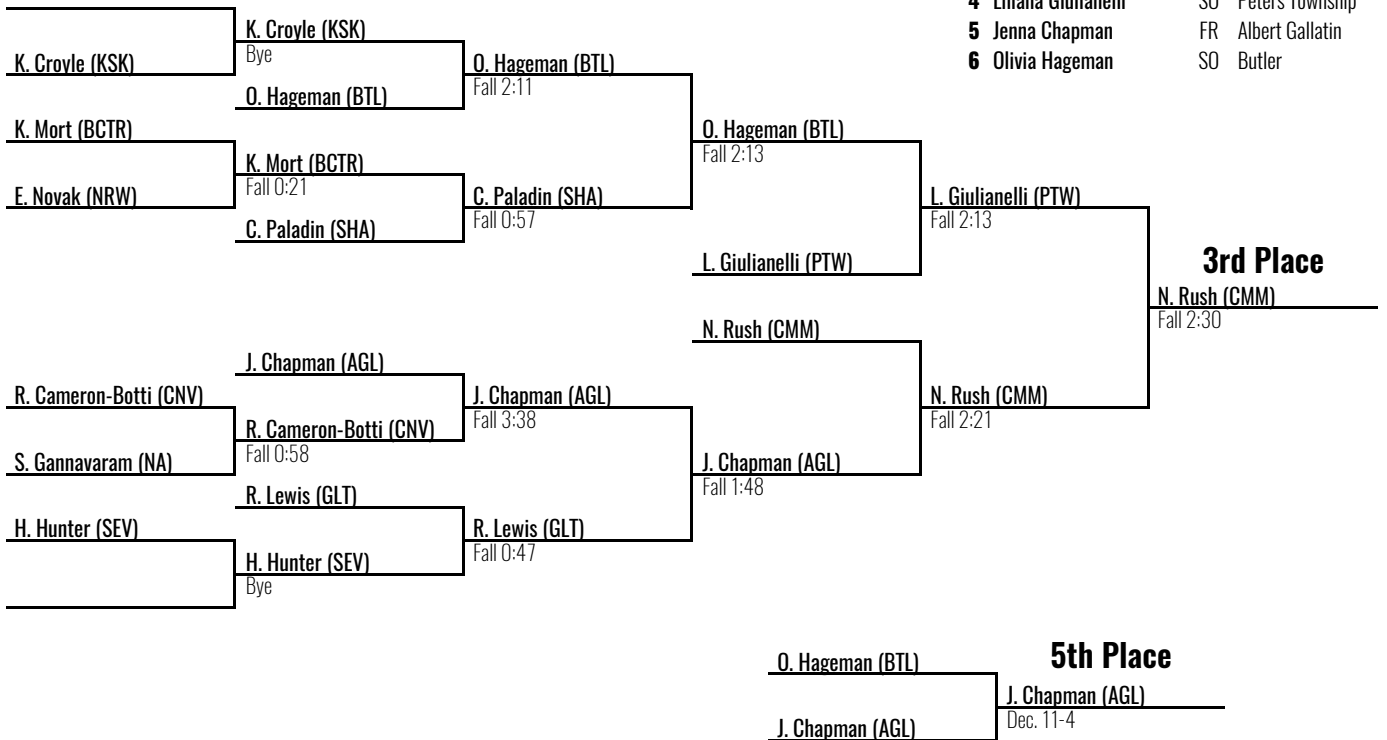 4 Giulianelli SO Peters Township
5 Jenna Chapman FR Albert Gallatin
6 Olivia Hageman SO Butler
K. Croyle (KSK)
Bye
K. Croyle (KSK)
O. Hageman (BTL)
Fall 2:11
O. Hageman (BTL)
K. Mort (BCTR)
O. Hageman (BTL)
Fall 2:13
K. Mort (BCTR)
Fall 0:21
E. Novak (NRW)
C. Paladin (SHA)
Fall 0:57
L. Giulianelli (PTW)
Fall 2:13
C. Paladin (SHA)
L. Giulianelli (PTW)
3rd Place
N. Rush (CMM)
Fall 2:30
N. Rush (CMM)
J. Chapman (AGL)
R. Cameron-Botti (CNV)
J. Chapman (AGL)
Fall 3:38
N. Rush (CMM)
Fall 2:21
R. Cameron-Botti (CNV)
Fall 0:58
S. Gannavaram (NA)
J. Chapman (AGL)
Fall 1:48
R. Lewis (GLT)
H. Hunter (SEV)
R. Lewis (GLT)
Fall 0:47
H. Hunter (SEV)
Bye
5th Place
O. Hageman (BTL)
J. Chapman (AGL)
Dec. 11-4
J. Chapman (AGL)